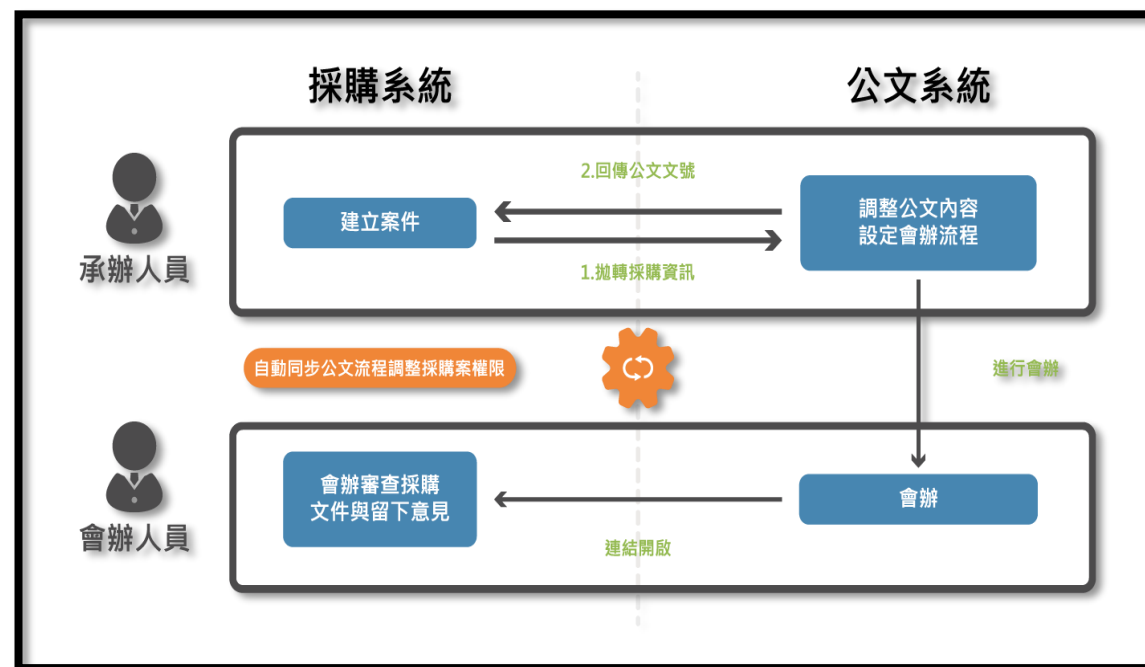 採購系統
公文系統
2.回傳公文文號
建立案件
調整公文內容
設定會辦流程
承辦人員
1.拋轉採購資訊
自動同步公文流程調整採購案權限
進行會辦
會辦審查採購
文件與留下意見
會辦
會辦人員
連結開啟